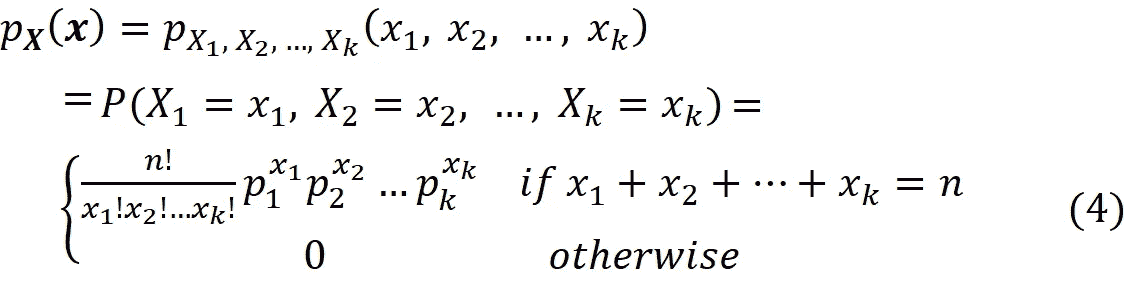 p_X(x) = p_{X_1, X_2, …, X_k}(x_1, x_2, …, x_k)
= P(X_1 = x_1, X_2 = x_2, …, X_k = x_k) =
{ \frac{n!}{x_1!x_2!…x_k!} p_1^{x_1} p_2^{x_2} … p_k^{x_k} if x_1 + x_2 + ⋯ + x_k = n
(4)
0 otherwise